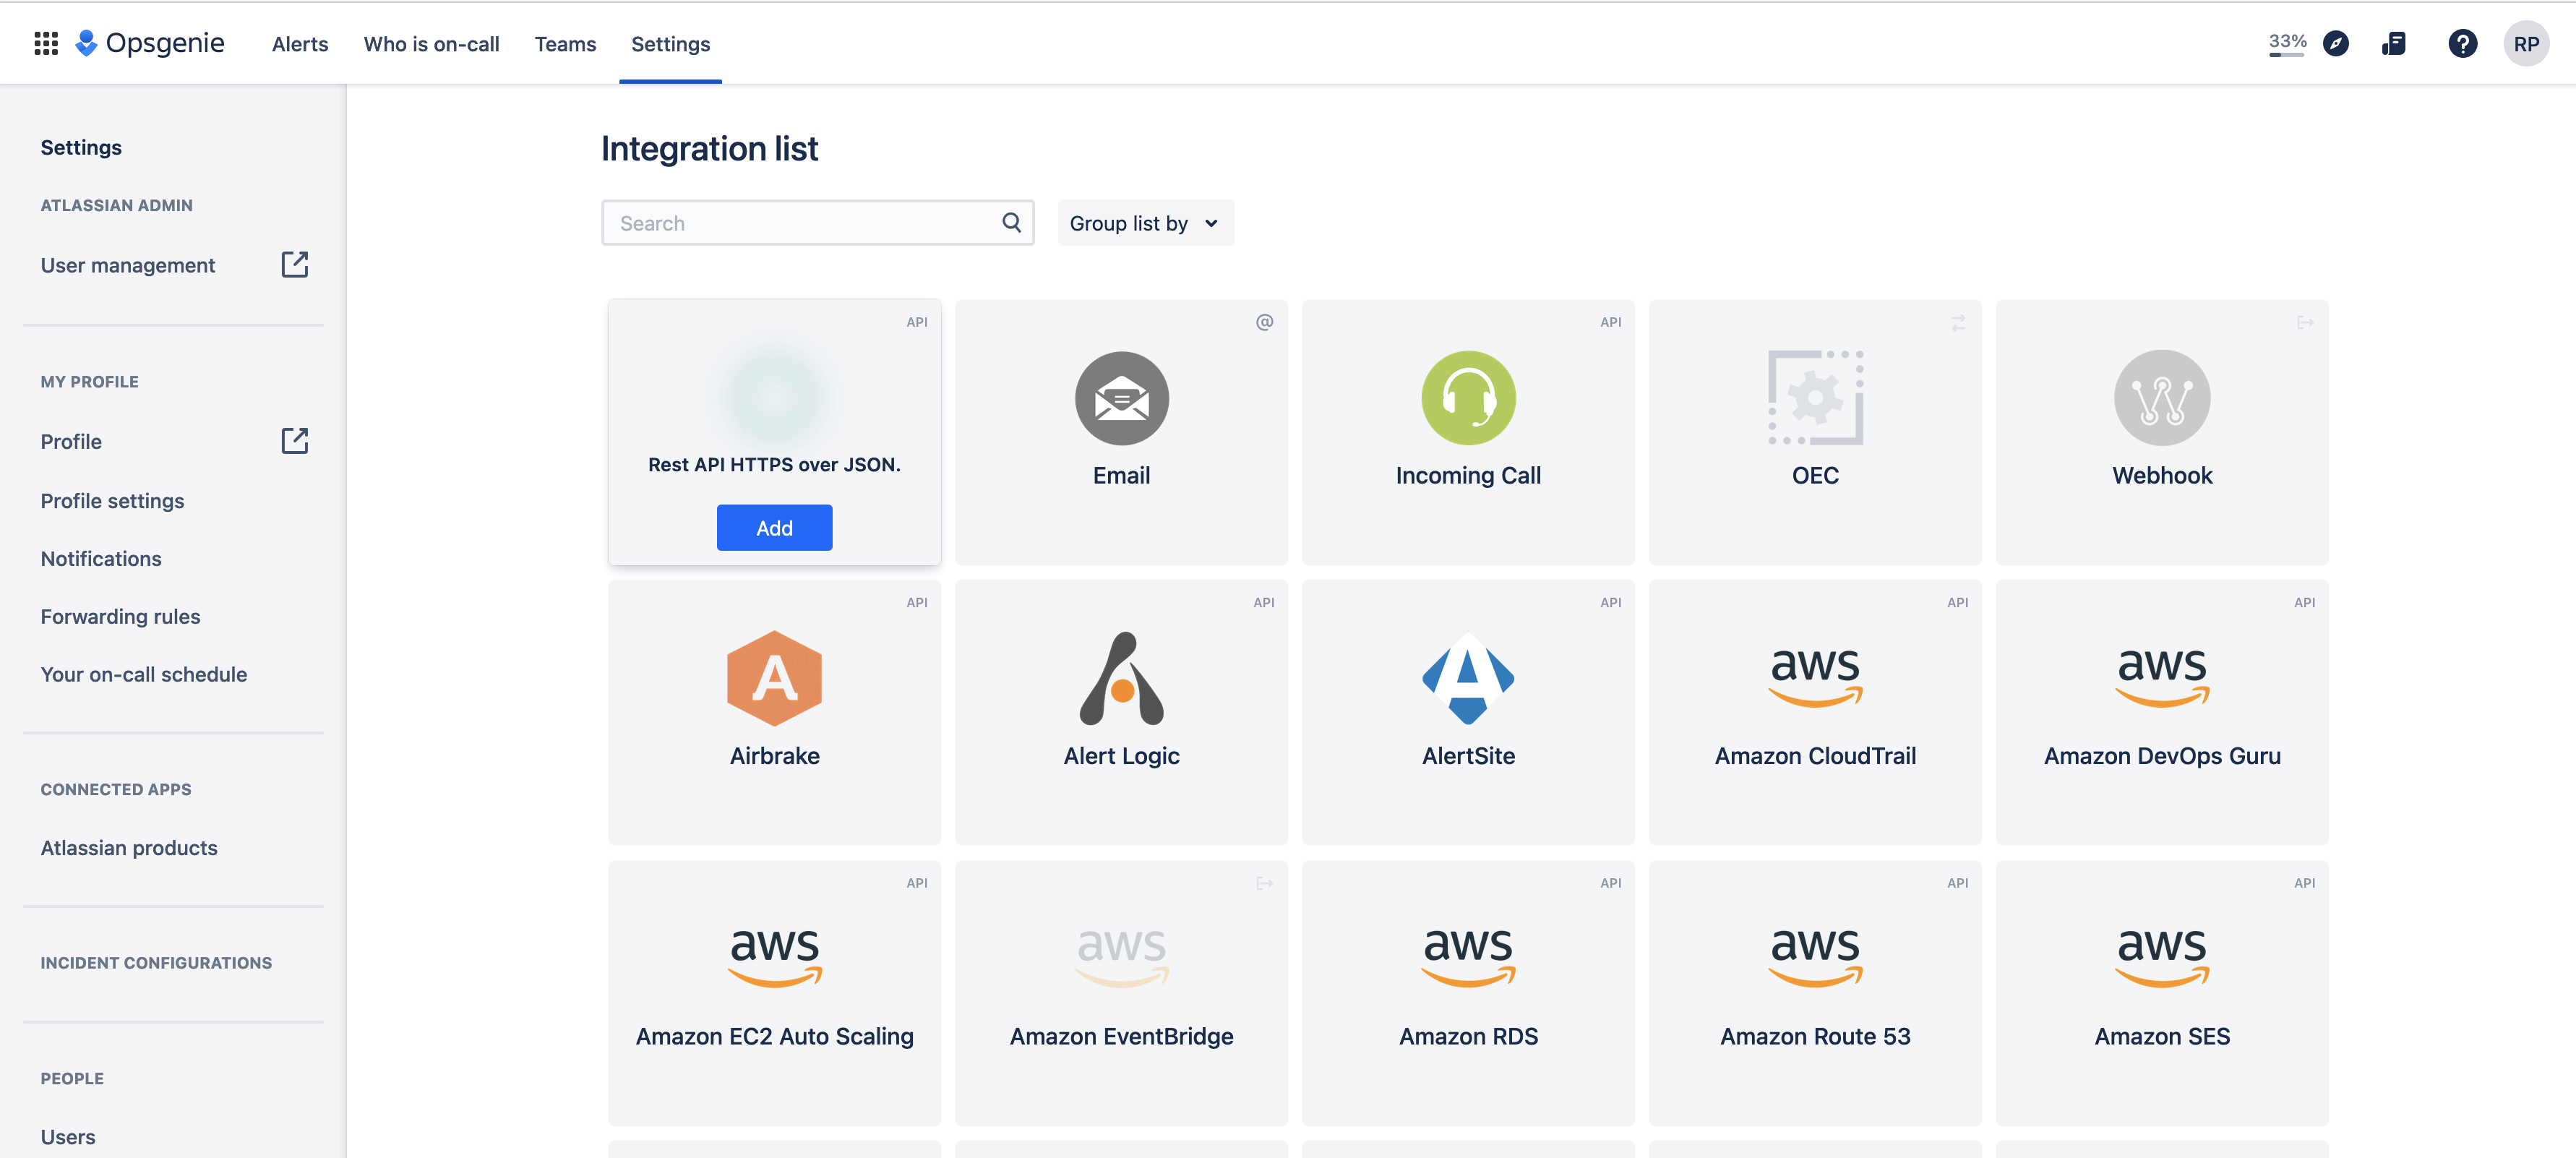 Opsgenie
Alerts
Who is on-call
Teams
Settings
33%
RP
Settings
ATLASSIAN ADMIN
User management
MY PROFILE
Profile
Profile settings
Notifications
Forwarding rules
Your on-call schedule
CONNECTED APPS
Atlassian products
INCIDENT CONFIGURATIONS
PEOPLE
Users
Integration list
Search
Group list by
API
Rest API HTTPS over JSON.
Add
@
Email
API
Incoming Call
OEC
W
Webhook
API
A
Airbrake
API
Alert Logic
API
A
AlertSite
API
aws
Amazon CloudTrail
API
aws
Amazon DevOps Guru
API
aws
Amazon EC2 Auto Scaling
aws
Amazon EventBridge
API
aws
Amazon RDS
API
aws
Amazon Route 53
API
aws
Amazon SES